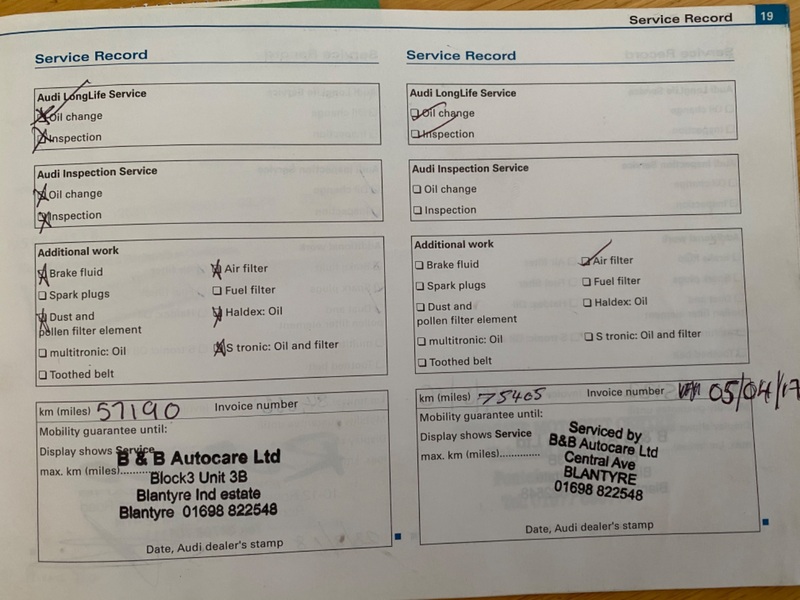 Service Record 19
Service Record
Audi LongLife Service
Oil change
Inspection
Audi Inspection Service
Oil change
Inspection
Additional work
Brake fluid
Air filter
Spark plugs
Fuel filter
Dust and
pollen filter element
Haldex: Oil
multitronic: Oil
S tronic: Oil and filter
Toothed belt
km (miles) 57190 Invoice number
Mobility guarantee until:
Display shows Service
max. km (miles)..........
B & B Autocare Ltd
Block3 Unit 3B
Blantyre Ind estate
Blantyre 01698 822548
Date, Audi dealer's stamp
Service Record
Audi LongLife Service
Oil change
Inspection
Audi Inspection Service
Oil change
Inspection
Additional work
Brake fluid
Air filter
Spark plugs
Fuel filter
Dust and
pollen filter element
Haldex: Oil
multitronic: Oil
S tronic: Oil and filter
Toothed belt
km (miles) 75405 Invoice number 05/04/17
Mobility guarantee until:
Display shows Service
max. km (miles)..............
Serviced by
B&B Autocare Ltd
Central Ave
BLANTYRE
01698 822548
Date, Audi dealer's stamp